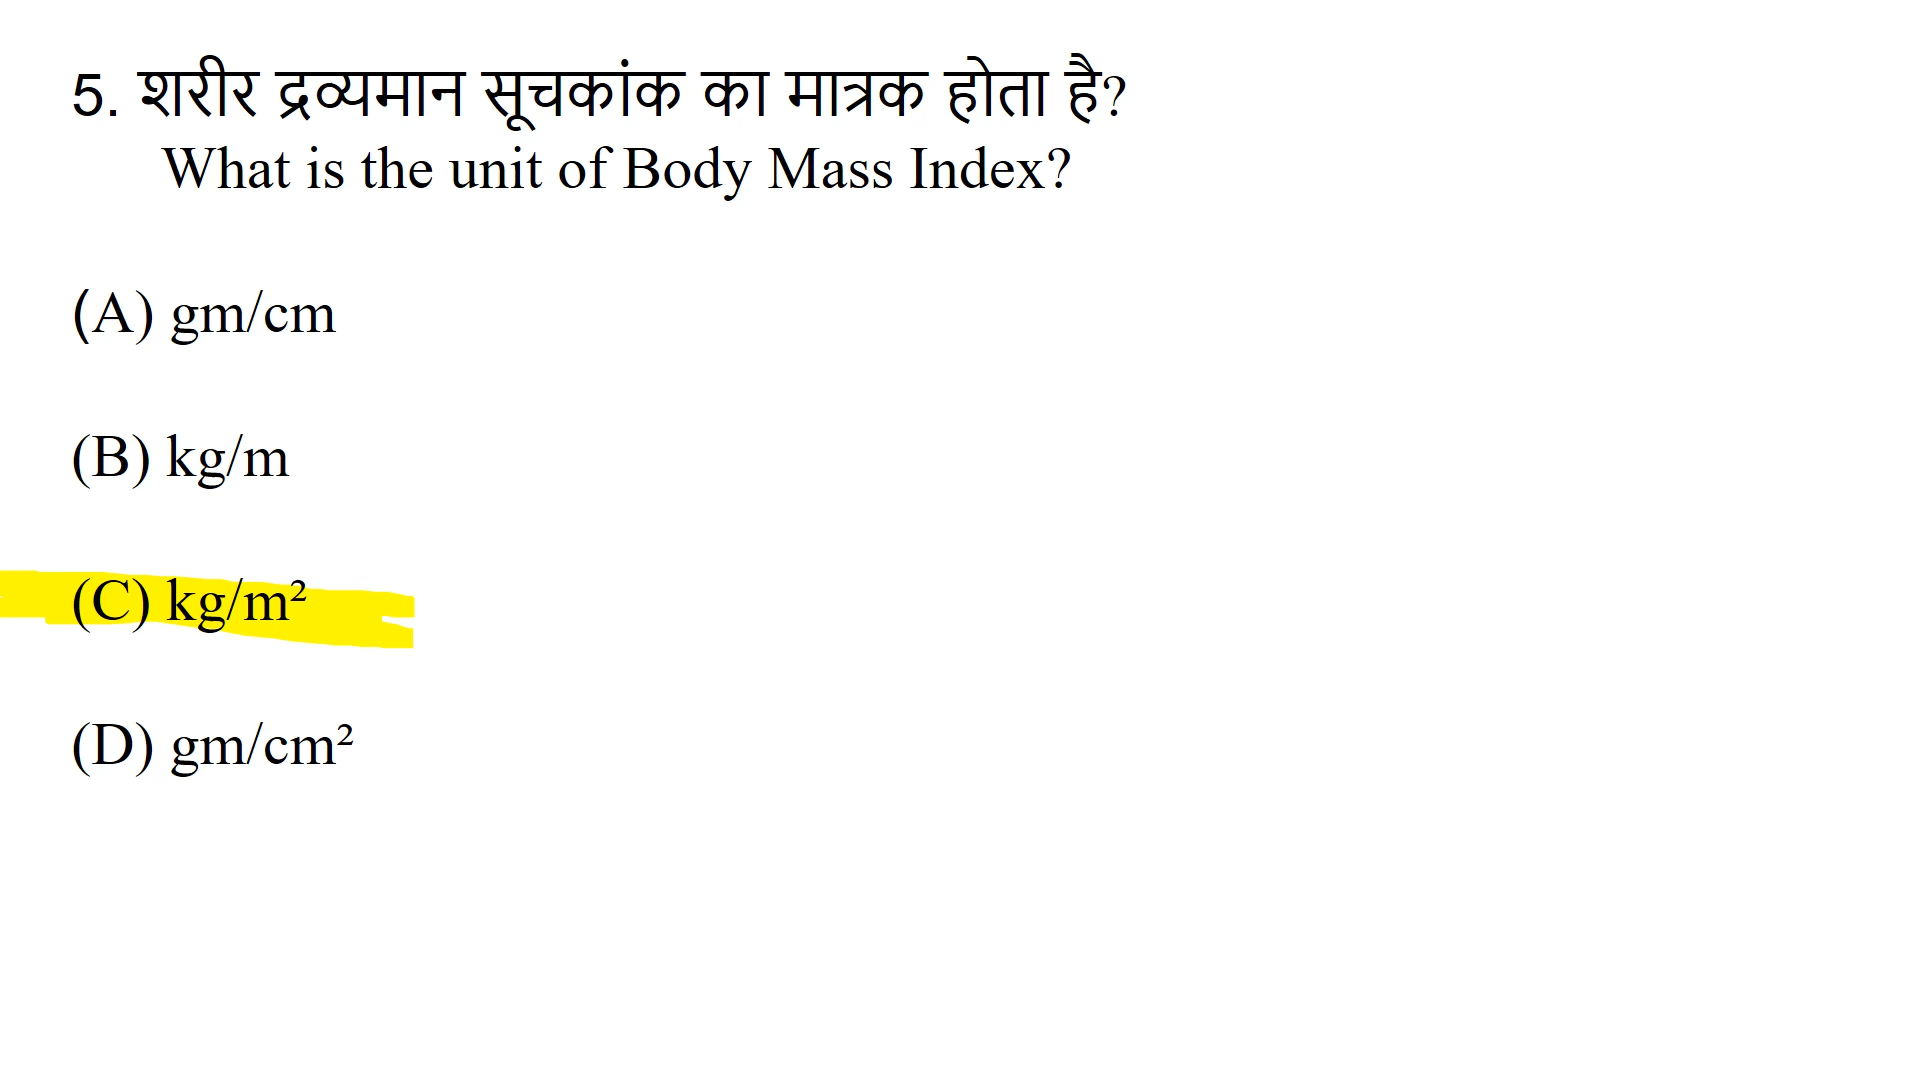 5. शरीर द्रव्यमान सूचकांक का मात्रक होता है?
What is the unit of Body Mass Index?
(A) gm/cm
(B) kg/m
(C) kg/m²
(D) gm/cm²